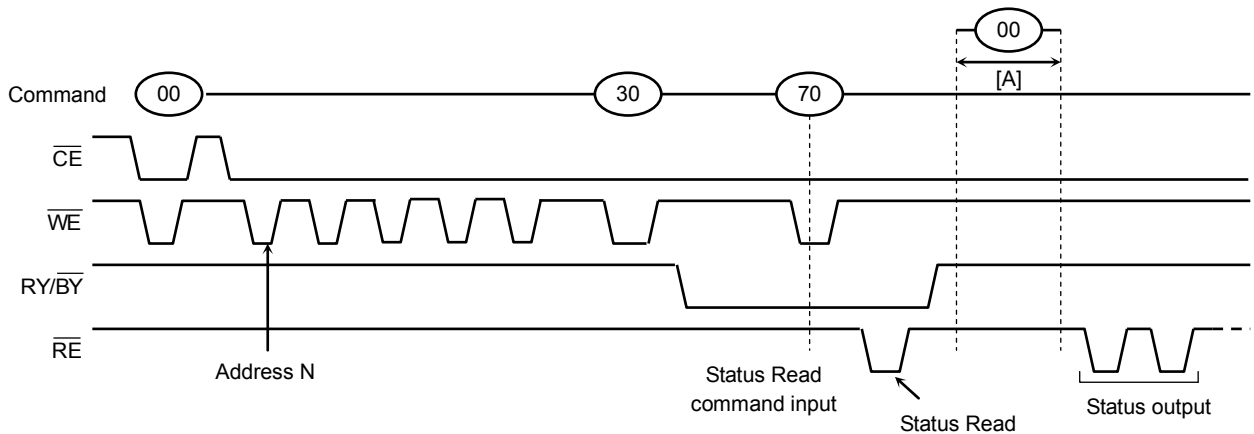 00
[A]
Command 00 30 70
CE
WE
RY/BY
RE
Address N
Status Read
command input
Status Read
Status output